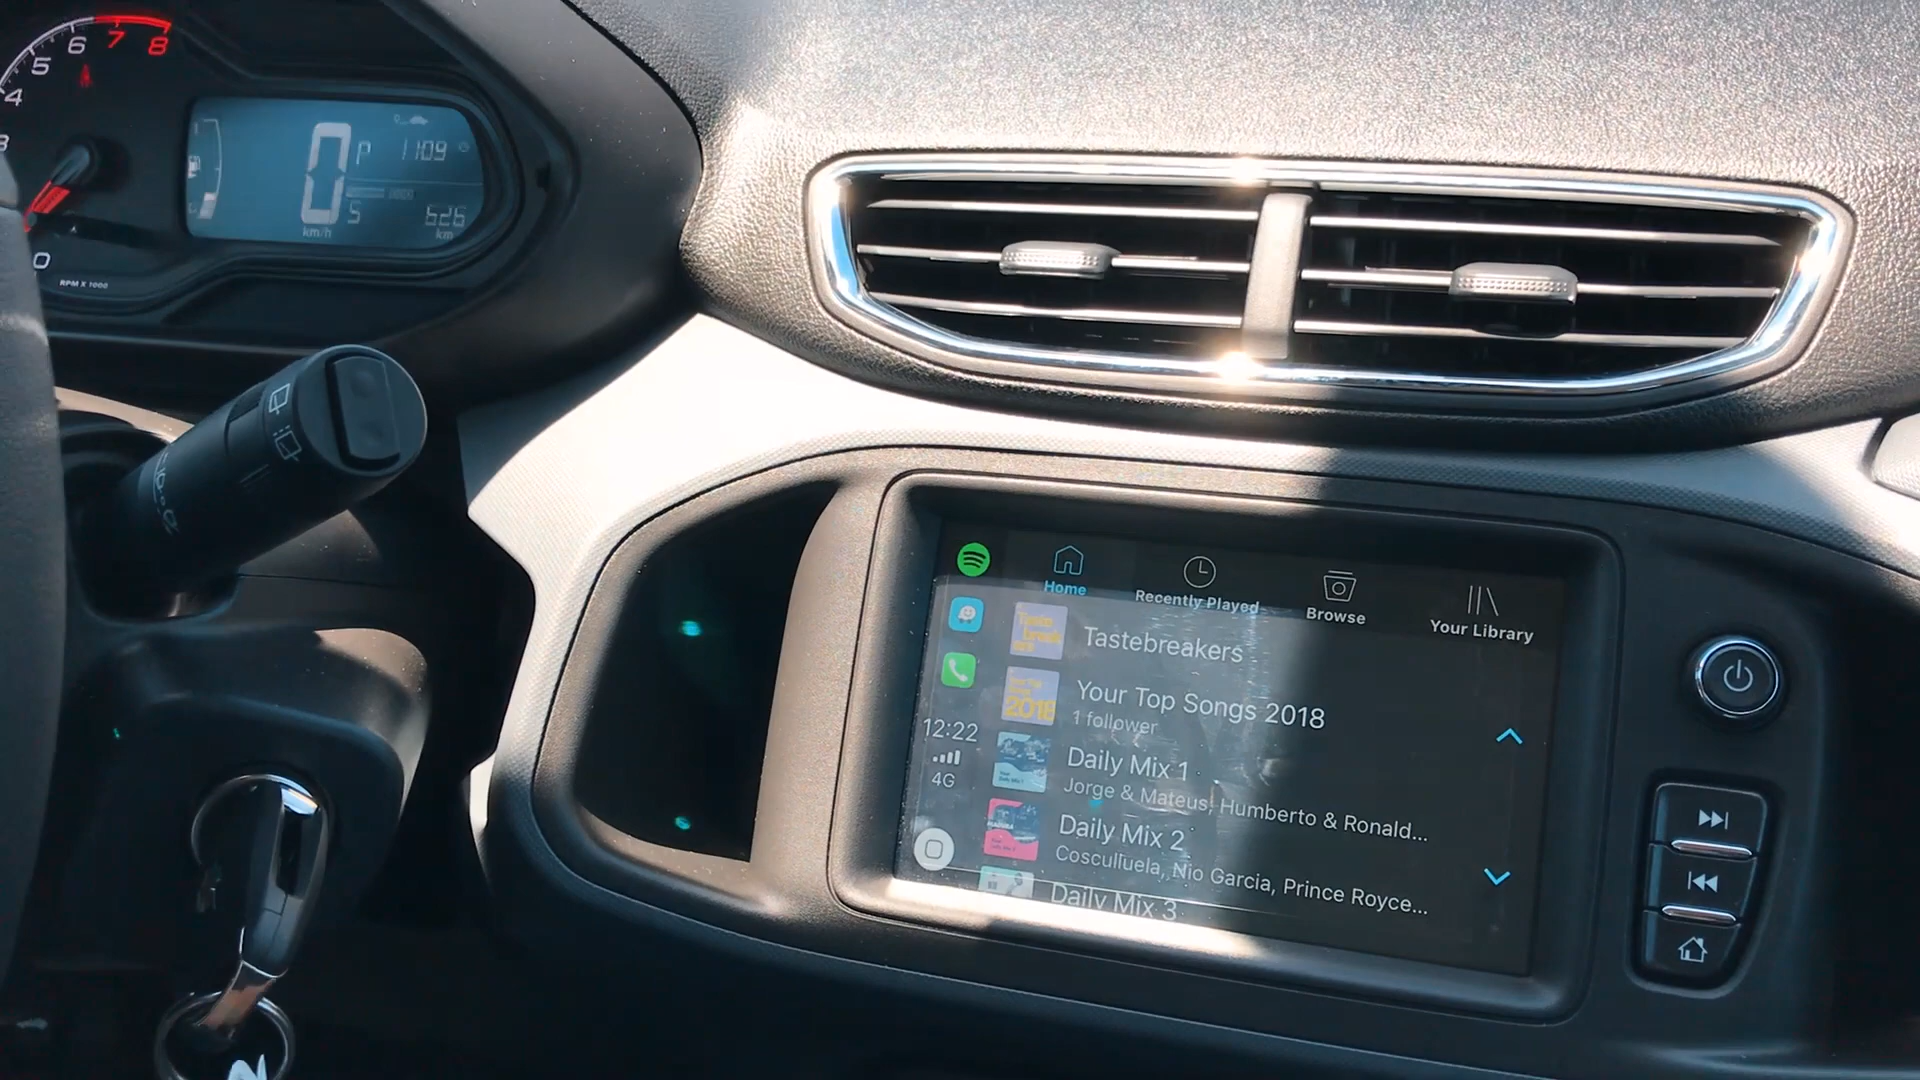 4
5
6
7
8
0
RPM X 1000
0
km/h
P
1109
S
626
km
Home
Recently Played
Browse
Your Library
Tastebreakers
Your Top Songs 2018
1 follower
2018
Daily Mix 1
Jorge & Mateus, Humberto & Ronald...
Daily Mix 2
Cosculluela, Nio Garcia, Prince Royce...
Daily Mix 3
12:22
4G